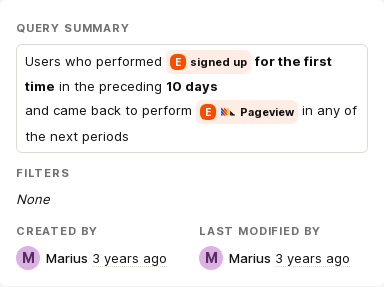 QUERY SUMMARY
Users who performed E signed up for the first
time in the preceding 10 days
and came back to perform E Pageview in any of
the next periods
FILTERS
None
CREATED BY LAST MODIFIED BY
M Marius 3 years ago M Marius 3 years ago